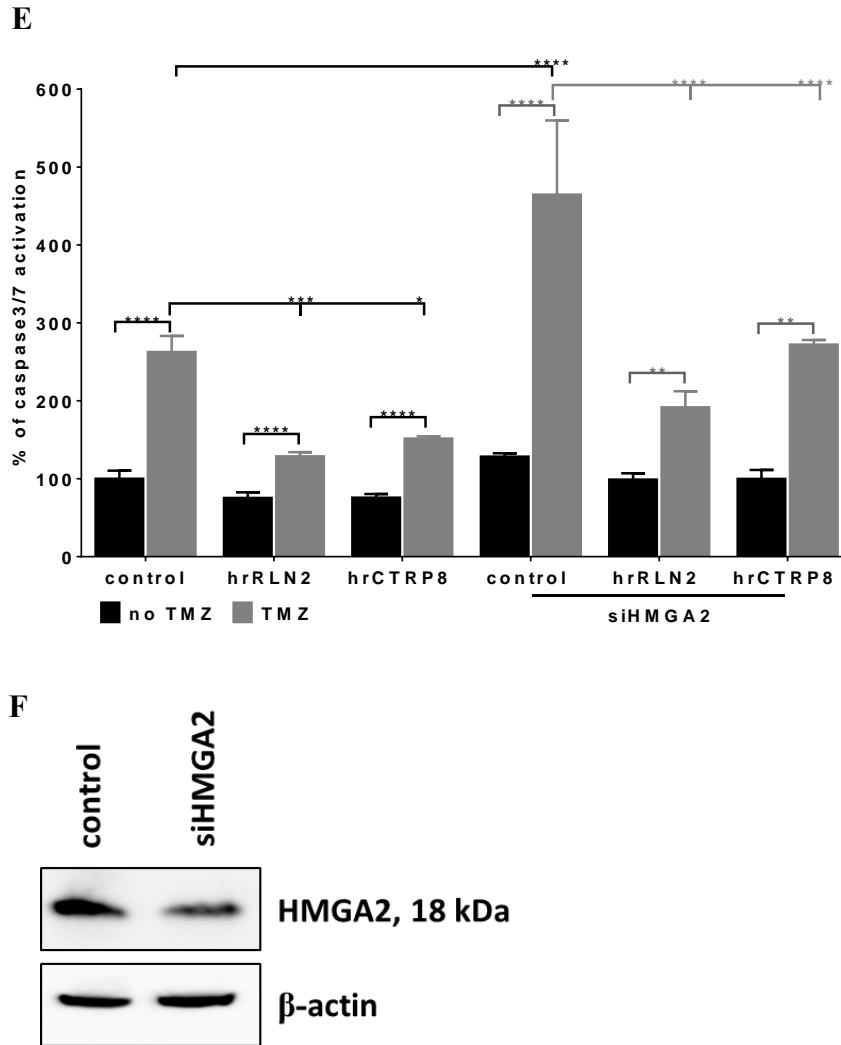 E
****
**** ****
****
600
500
400
300
200
100
0
% of caspase3/7 activation
*** *
****
****
****
**
**
control hrRLN2 hrCTRP8 control hrRLN2 hrCTRP8
no TMZ TMZ
siHMGA2
F
control
siHMGA2
HMGA2, 18 kDa
β-actin